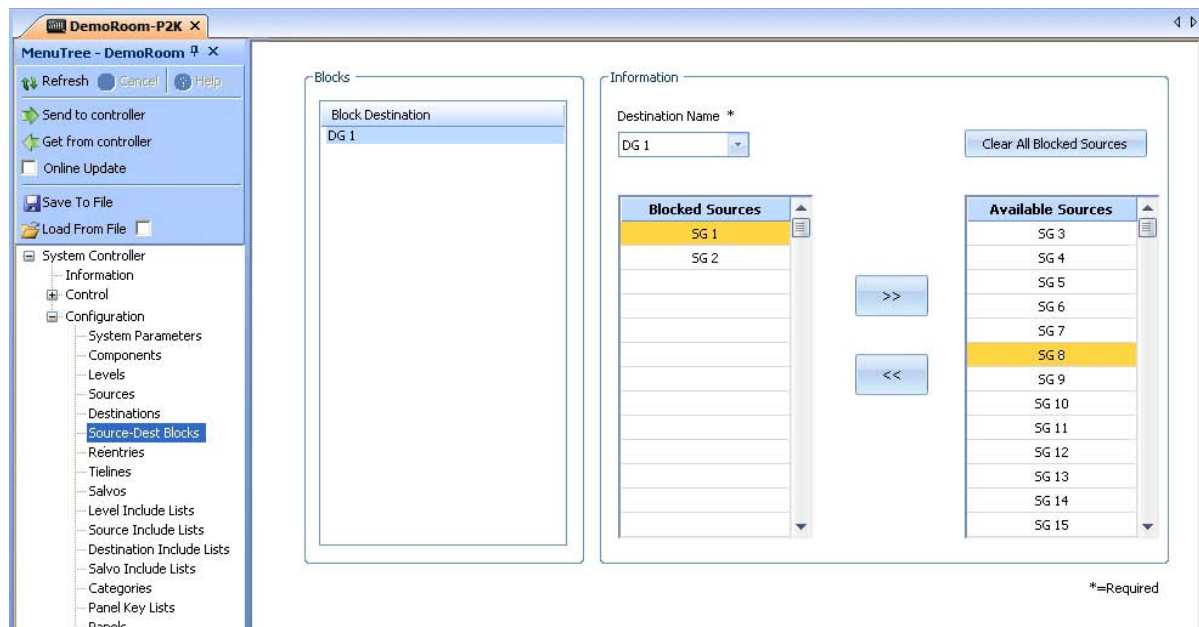 DemoRoom-P2K
MenuTree - DemoRoom
Refresh Cancel Help
Send to controller
Get from controller
Online Update
Save To File
Load From File
System Controller
Information
Control
Configuration
System Parameters
Components
Levels
Sources
Destinations
Source-Dest Blocks
Reentries
Tielines
Salvos
Level Include Lists
Source Include Lists
Destination Include Lists
Salvo Include Lists
Categories
Panel Key Lists
Panels
Blocks
Block Destination
DG 1
Information
Destination Name *
DG 1
Clear All Blocked Sources
Blocked Sources
SG 1
SG 2
>>
<<
Available Sources
SG 3
SG 4
SG 5
SG 6
SG 7
SG 8
SG 9
SG 10
SG 11
SG 12
SG 13
SG 14
SG 15
*=Required